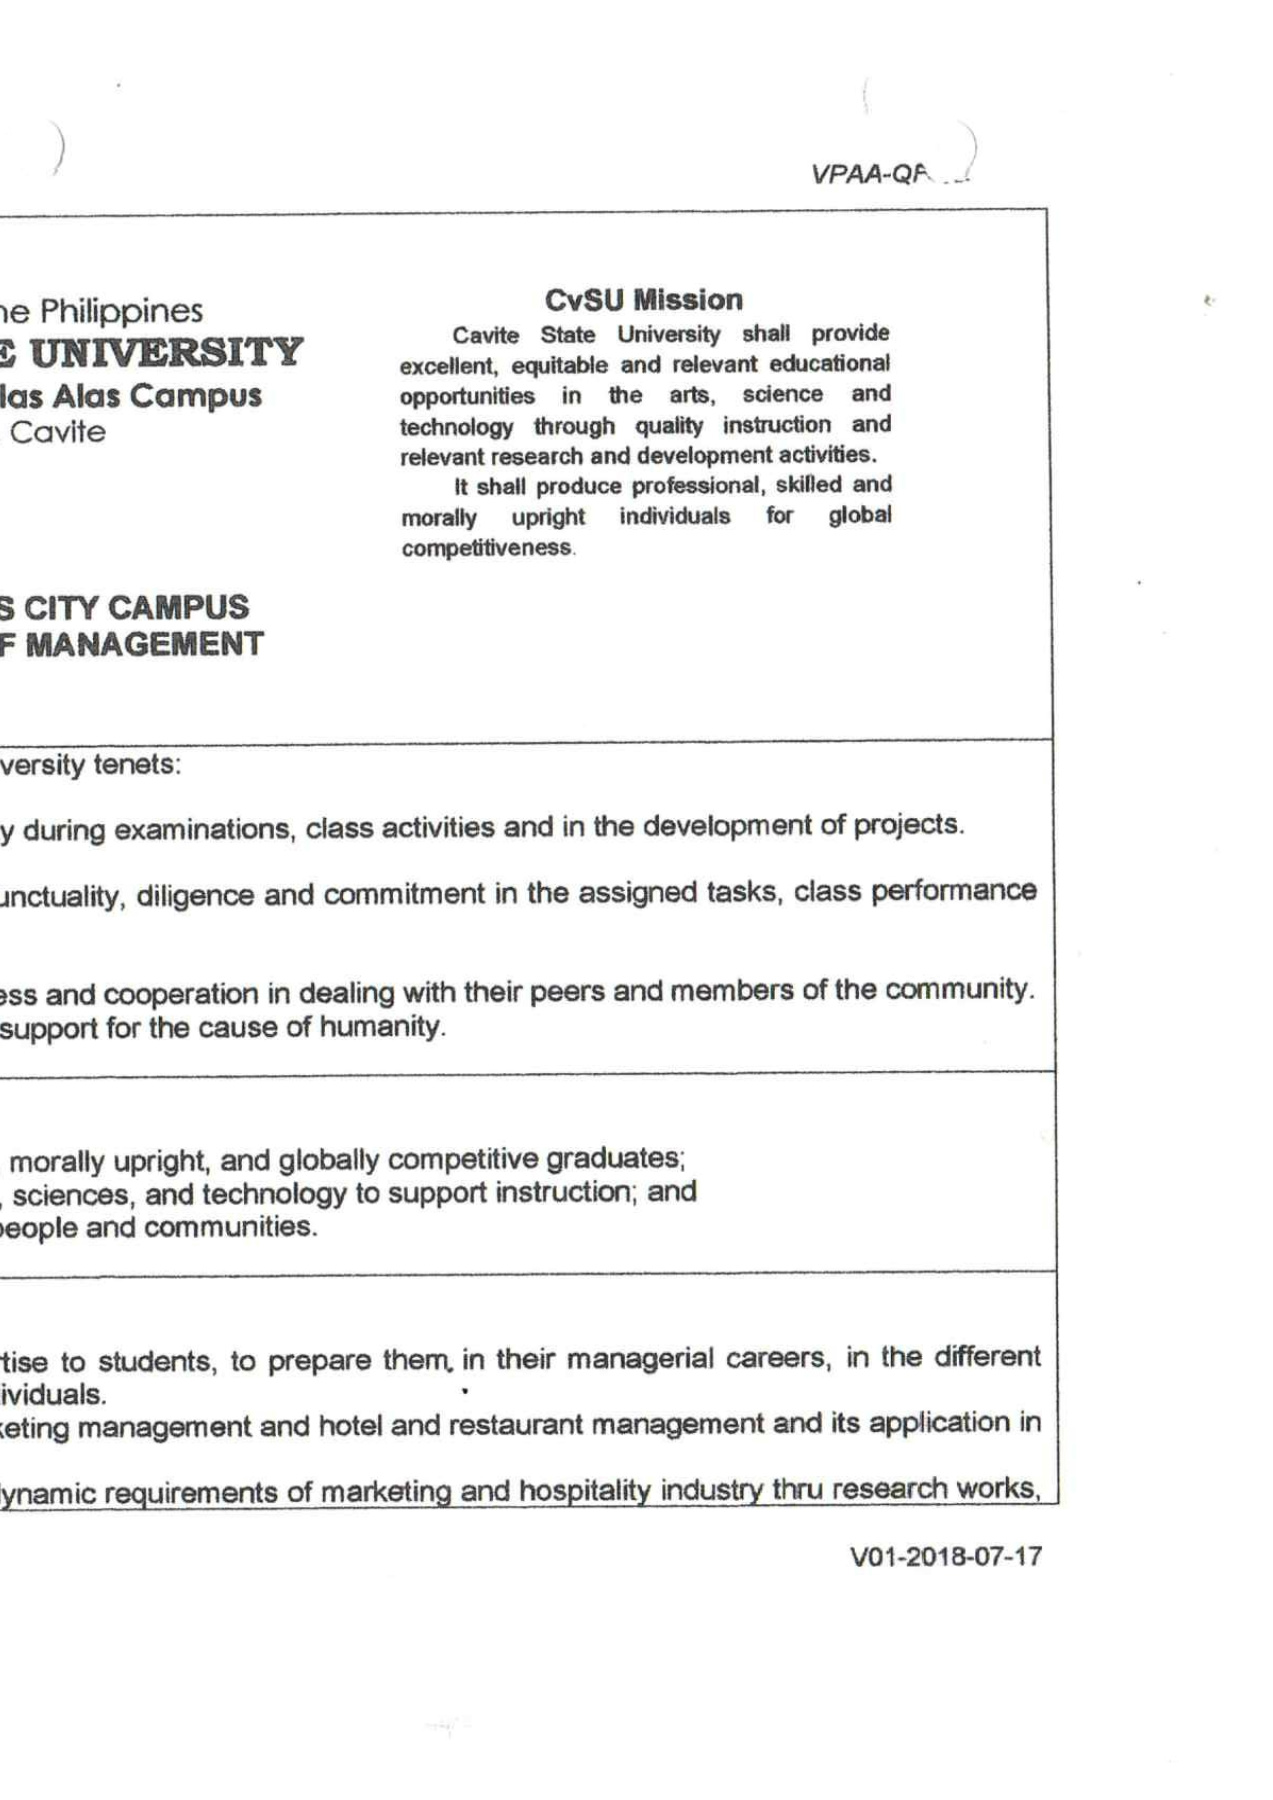 VPAA-QF
he Philippines
E UNIVERSITY
las Alas Campus
Cavite
CvSU Mission
Cavite State University shall provide
excellent, equitable and relevant educational
opportunities in the arts, science and
technology through quality instruction and
relevant research and development activities.
It shall produce professional, skilled and
morally upright individuals for global
competitiveness.
S CITY CAMPUS
F MANAGEMENT
versity tenets:
y during examinations, class activities and in the development of projects.
unctuality, diligence and commitment in the assigned tasks, class performance
ess and cooperation in dealing with their peers and members of the community.
support for the cause of humanity.
morally upright, and globally competitive graduates;
, sciences, and technology to support instruction; and
people and communities.
tise to students, to prepare them, in their managerial careers, in the different
ividuals.
keting management and hotel and restaurant management and its application in
dynamic requirements of marketing and hospitality industry thru research works,
V01-2018-07-17